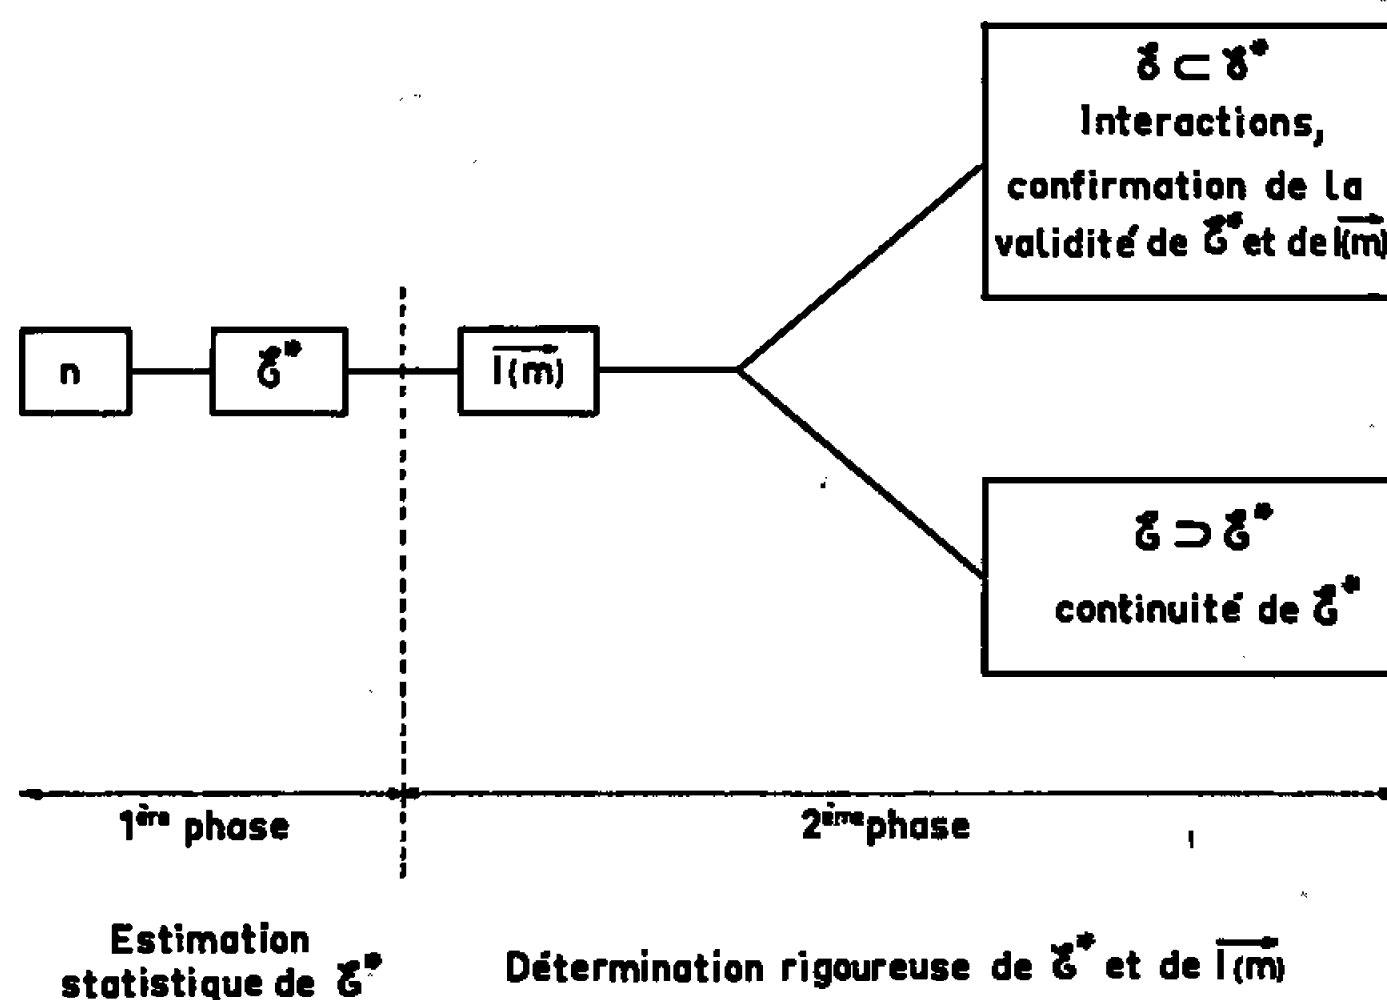 G⃗ ⊂ G⃗*
Interactions,
confirmation de la
validité de G⃗* et de I(m)
n
G⃗*
I(m)
G⃗ ⊃ G⃗*
continuité de G⃗*
1ère phase
2ème phase
Estimation
statistique de G⃗*
Détermination rigoureuse de G⃗* et de I(m)